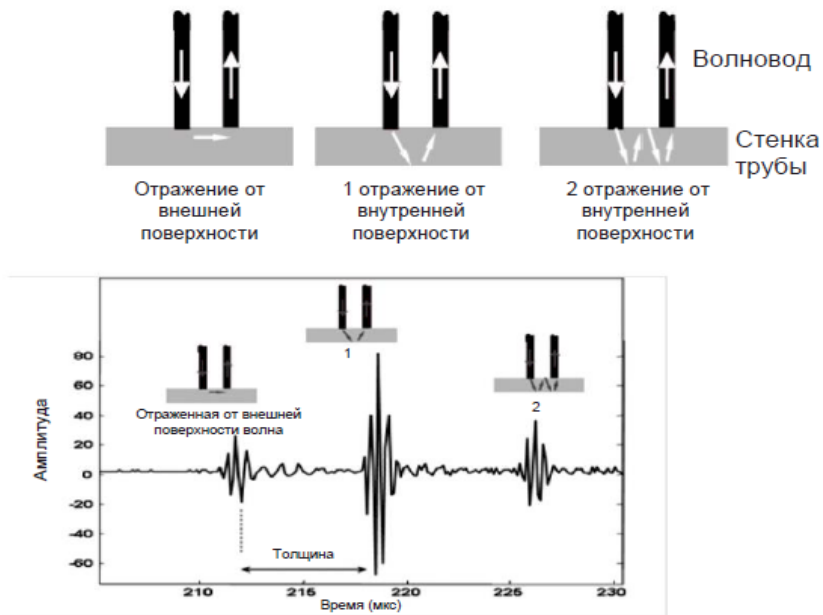 Волновод
Стенка
трубы
Отражение от
внешней
поверхности
1 отражение от
внутренней
поверхности
2 отражение от
внутренней
поверхности
1
2
Отраженная от внешней
поверхности волна
Амплитуда
80
60
40
20
0
-20
-40
-60
Толщина
210
215
220
225
230
Время (мкс)